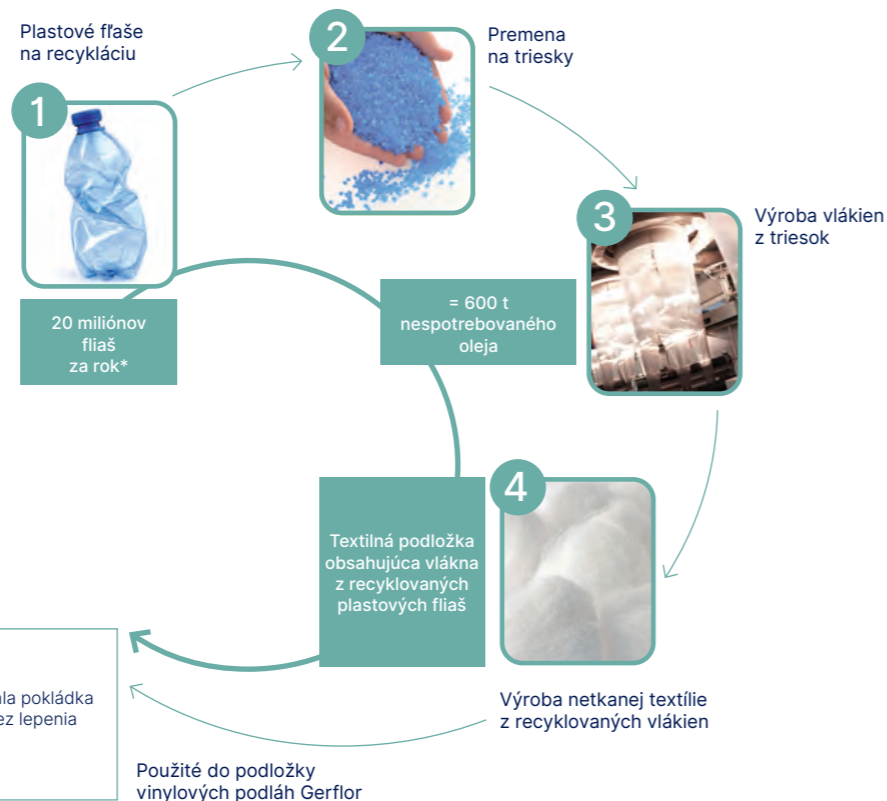 Plastové fľaše
na recykláciu
1
2
Premena
na triesky
3
Výroba vlákien
z triesok
20 miliónov
fliaš
za rok*
= 600 t
nespotrebovaného
oleja
4
Textilná podložka
obsahujúca vlákna
z recyklovaných
plastových fliaš
Výroba netkanej textílie
z recyklovaných vlákien
pokládka
lepenia
Použité do podložky
vinylových podláh Gerflor